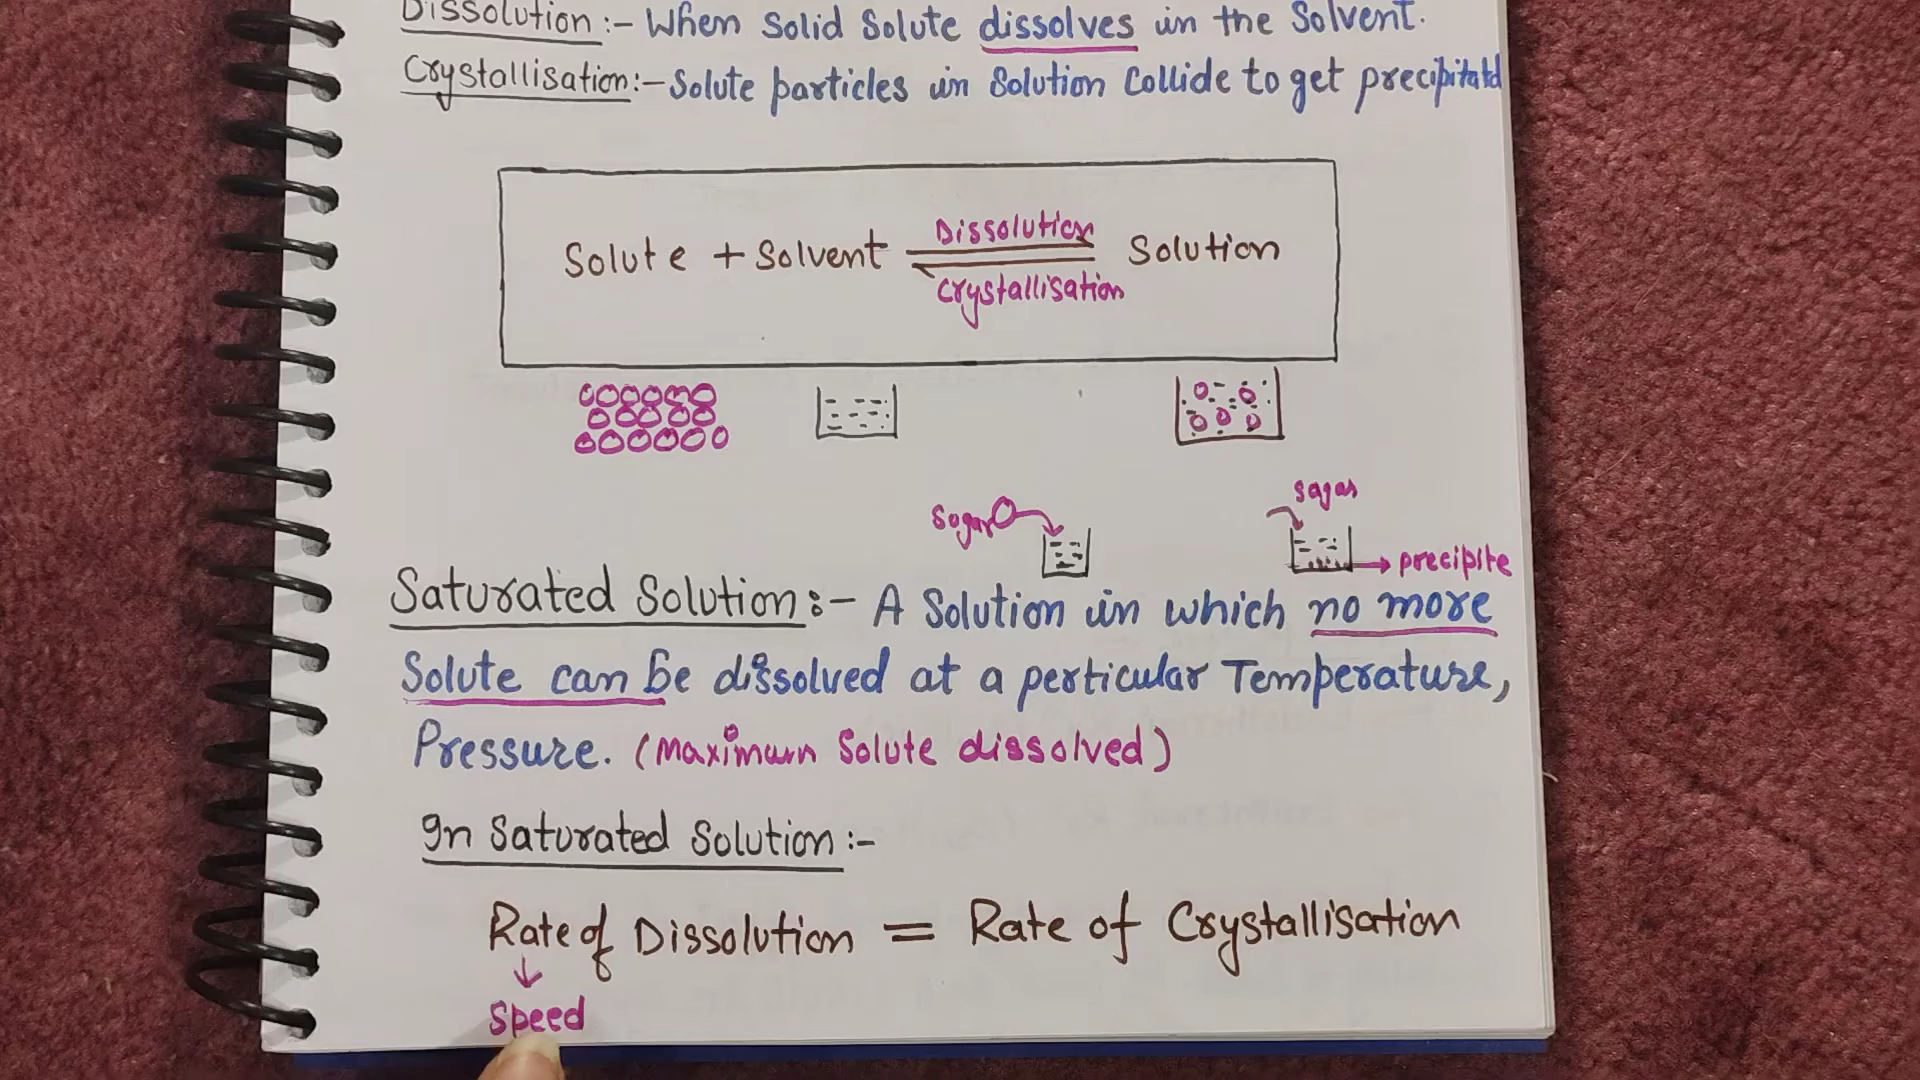 Dissolution :- When Solid Solute dissolves in the Solvent.
Crystallisation:- Solute particles in Solution Collide to get precipitatd
Dissolution
Solute + Solvent ⇌ Solution
Crystallisation
Sugar
Sogar
precipite
Saturated Solution:- A Solution in which no more
Solute can be dissolved at a perticular Temperature,
Pressure. (Maximum Solute dissolved)
In Saturated Solution:-
Rate of Dissolution = Rate of Crystallisation
↓
Speed